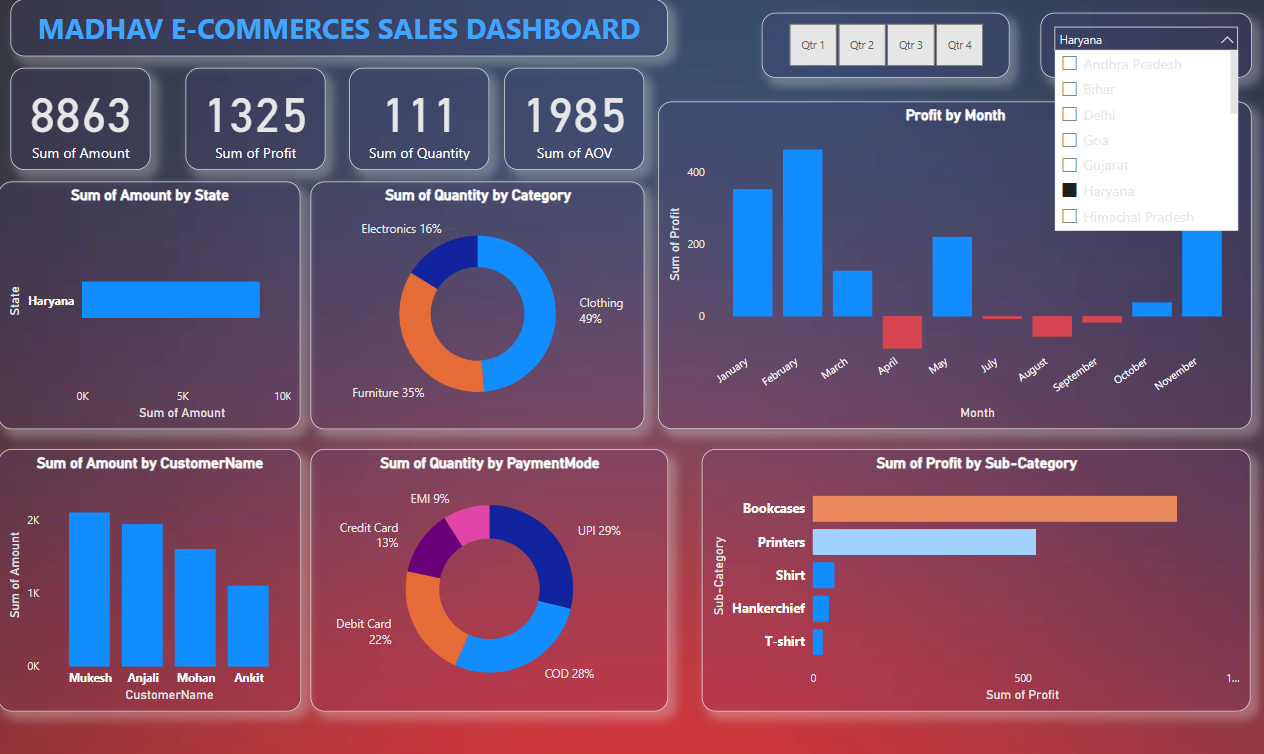 MADHAV E-COMMERCES SALES DASHBOARD
Qtr 1
Qtr 2
Qtr 3
Qtr 4
Haryana
Andhra Pradesh
Bihar
Delhi
Goa
Gujarat
Haryana
Himachal Pradesh
8863
Sum of Amount
1325
Sum of Profit
111
Sum of Quantity
1985
Sum of AOV
Sum of Amount by State
State
Haryana
0K
5K
10K
Sum of Amount
Sum of Quantity by Category
Electronics 16%
Clothing
49%
Furniture 35%
Profit by Month
Sum of Profit
400
200
0
January
February
March
April
May
July
August
September
October
November
Month
Sum of Amount by CustomerName
Sum of Amount
2K
1K
0K
Mukesh
Anjali
Mohan
Ankit
CustomerName
Sum of Quantity by PaymentMode
EMI 9%
UPI 29%
Credit Card
13%
Debit Card
22%
COD 28%
Sum of Profit by Sub-Category
Sub-Category
Bookcases
Printers
Shirt
Hankerchief
T-shirt
0
500
1...
Sum of Profit